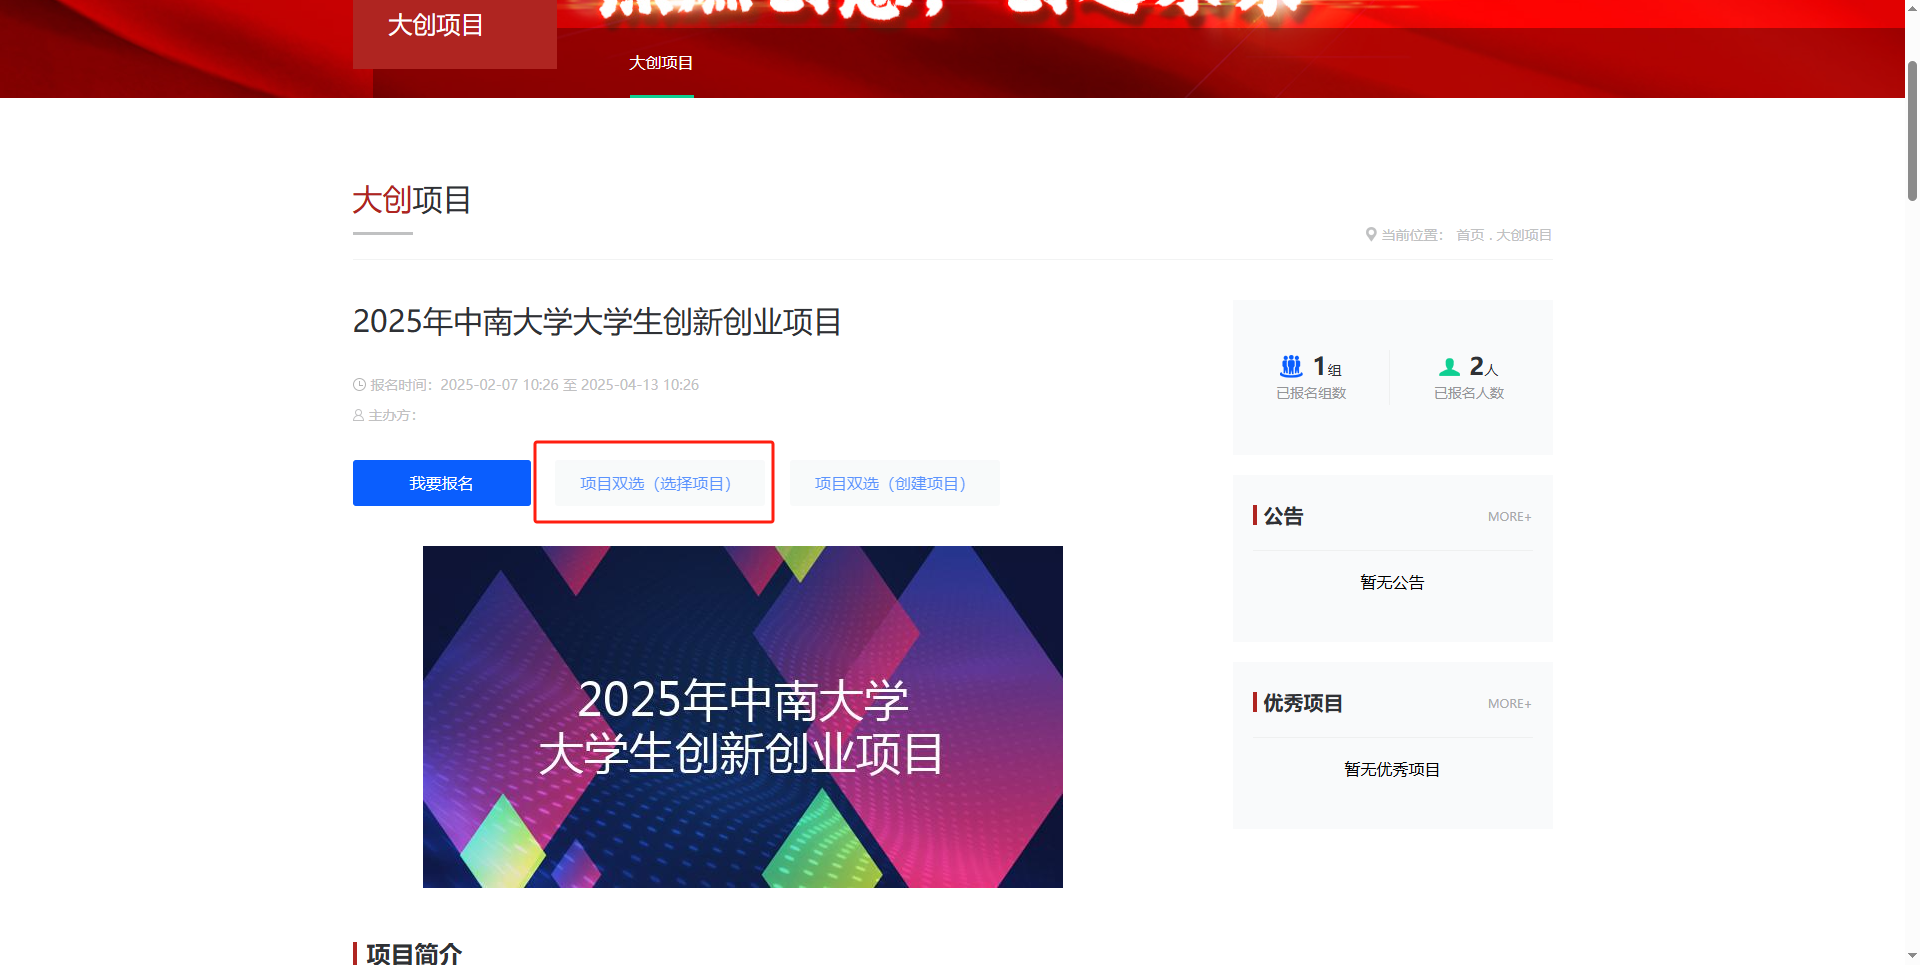 大创项目
大创项目
大创项目
当前位置： 首页 . 大创项目
2025年中南大学大学生创新创业项目
报名时间：2025-02-07 10:26 至 2025-04-13 10:26
主办方：
我要报名
项目双选（选择项目）
项目双选（创建项目）
1组
已报名组数
2人
已报名人数
公告
MORE+
暂无公告
优秀项目
MORE+
暂无优秀项目
2025年中南大学
大学生创新创业项目
项目简介